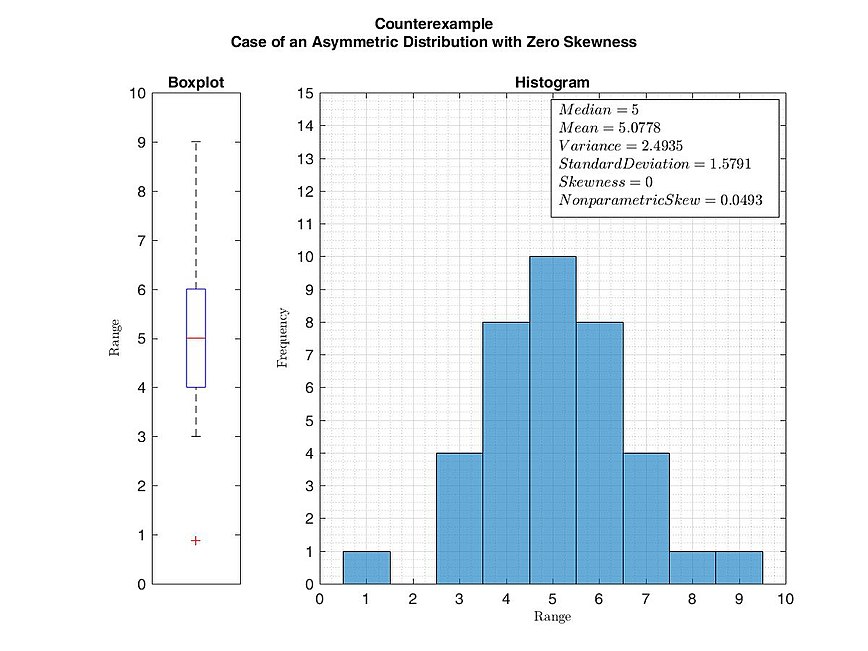 Counterexample
Case of an Asymmetric Distribution with Zero Skewness
Boxplot
10
9
8
7
6
5
4
3
2
1
0
Range
Histogram
15
14
13
12
11
10
9
8
7
6
5
4
3
2
1
0
Frequency
Median = 5
Mean = 5.0778
Variance = 2.4935
StandardDeviation = 1.5791
Skewness = 0
NonparametricSkew = 0.0493
0 1 2 3 4 5 6 7 8 9 10
Range